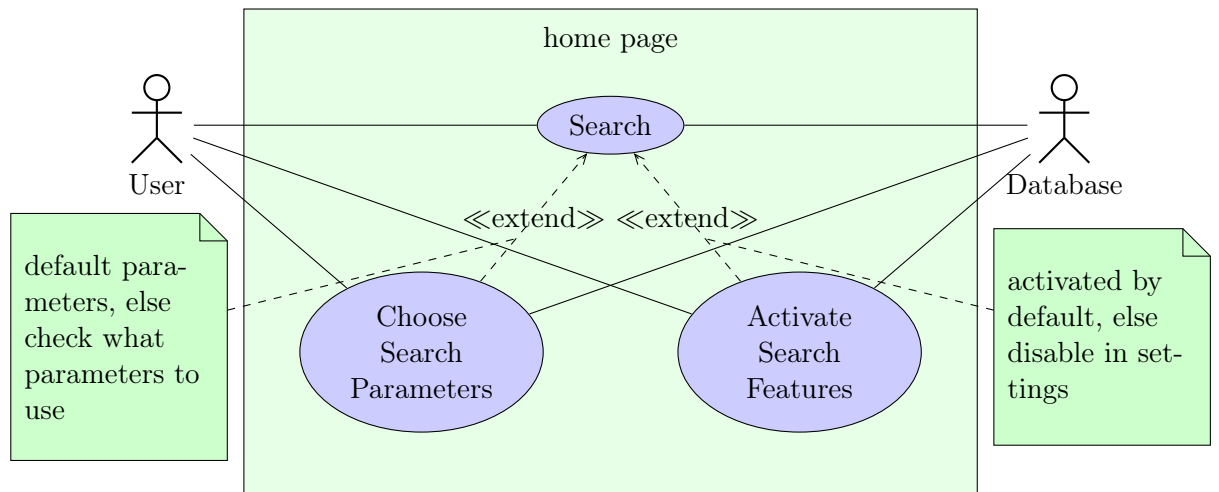 home page
Search
User
Database
≪extend≫ ≪extend≫
default para-
meters, else
check what
parameters to
use
Choose
Search
Parameters
Activate
Search
Features
activated by
default, else
disable in set-
tings